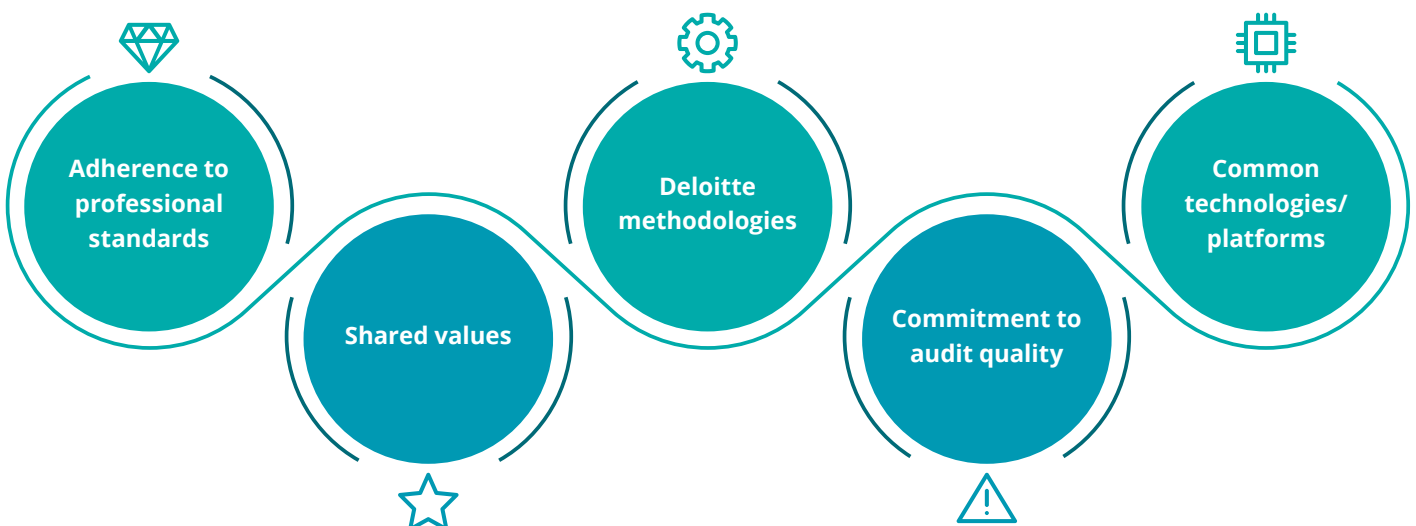 Adherence to
professional
standards
Shared values
Deloitte
methodologies
Commitment to
audit quality
Common
technologies/
platforms